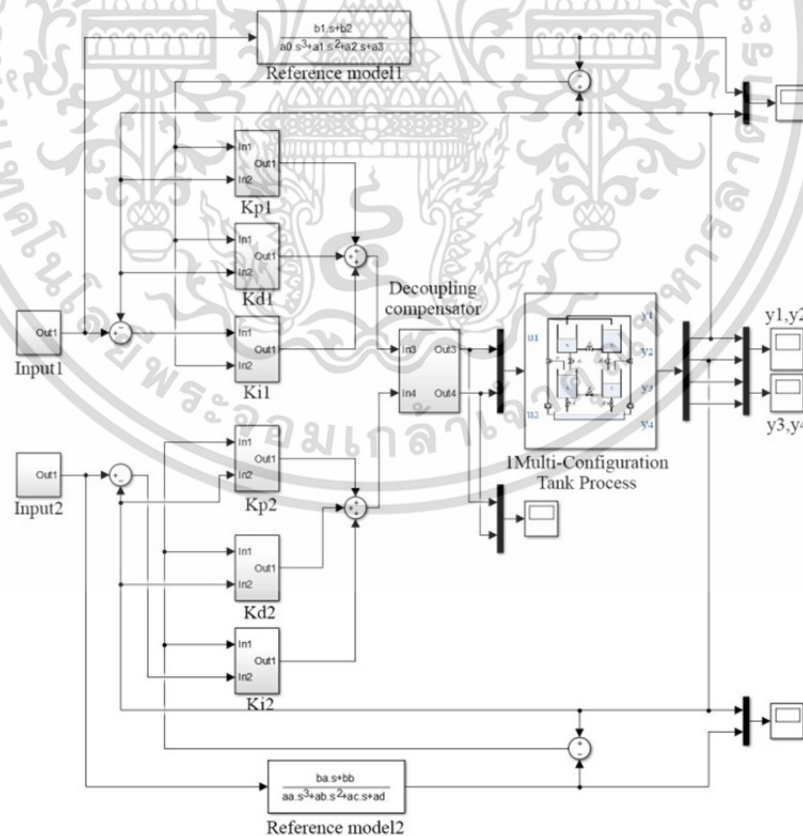 b1.s+b2
a0.s³+a1.s²+a2.s+a3
Reference model1
In1
Out1
In2
Kp1
In1
Out1
In2
Kd1
Decoupling
compensator
Out1
Input1
In1
Out1
In2
Ki1
In3
Out3
In4
Out4
u1
u2
y1
y2
y3
y4
1Multi-Configuration
Tank Process
y1,y2
y3,y4
Out1
Input2
In1
Out1
In2
Kp2
In1
Out1
In2
Kd2
In1
Out1
In2
Ki2
ba.s+bb
aa.s³+ab.s²+ac.s+ad
Reference model2